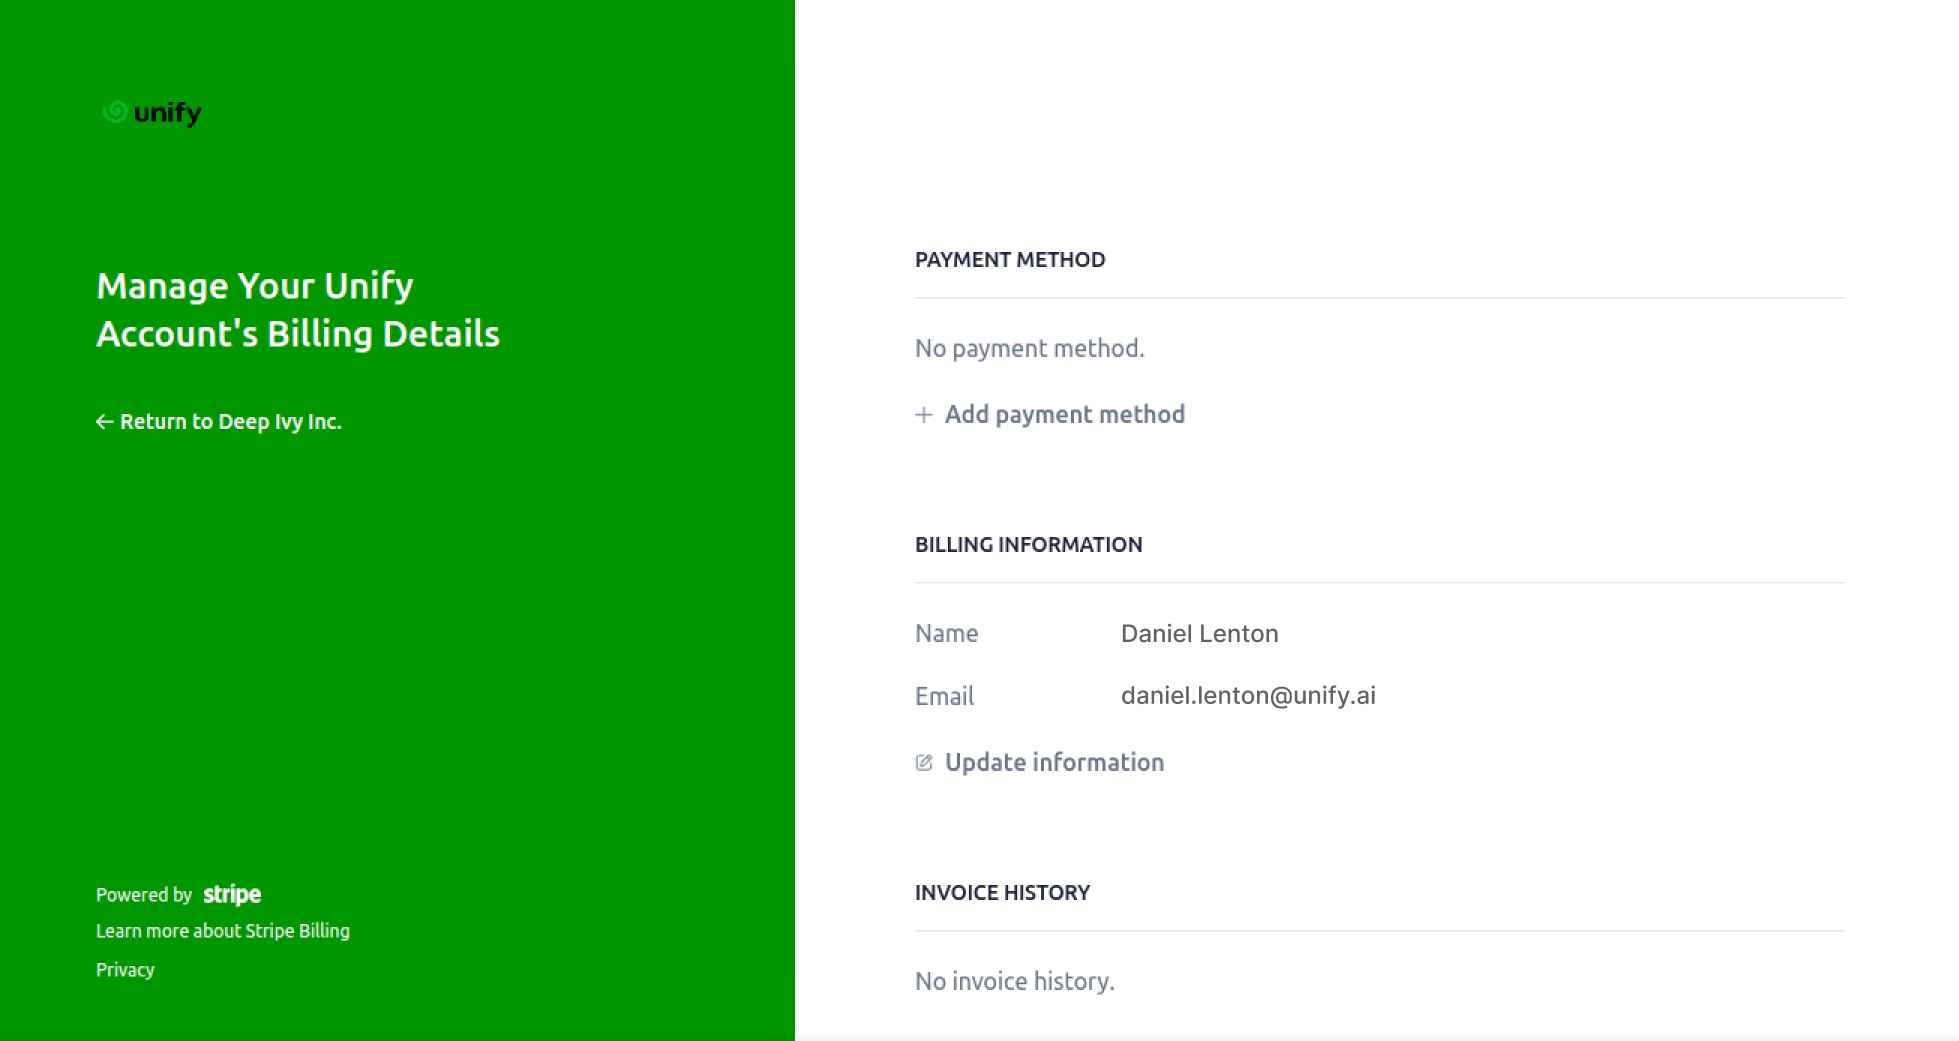 unify
Manage Your Unify
Account's Billing Details
← Return to Deep Ivy Inc.
Powered by stripe
Learn more about Stripe Billing
Privacy
PAYMENT METHOD
No payment method.
+ Add payment method
BILLING INFORMATION
Name Daniel Lenton
Email daniel.lenton@unify.ai
Update information
INVOICE HISTORY
No invoice history.